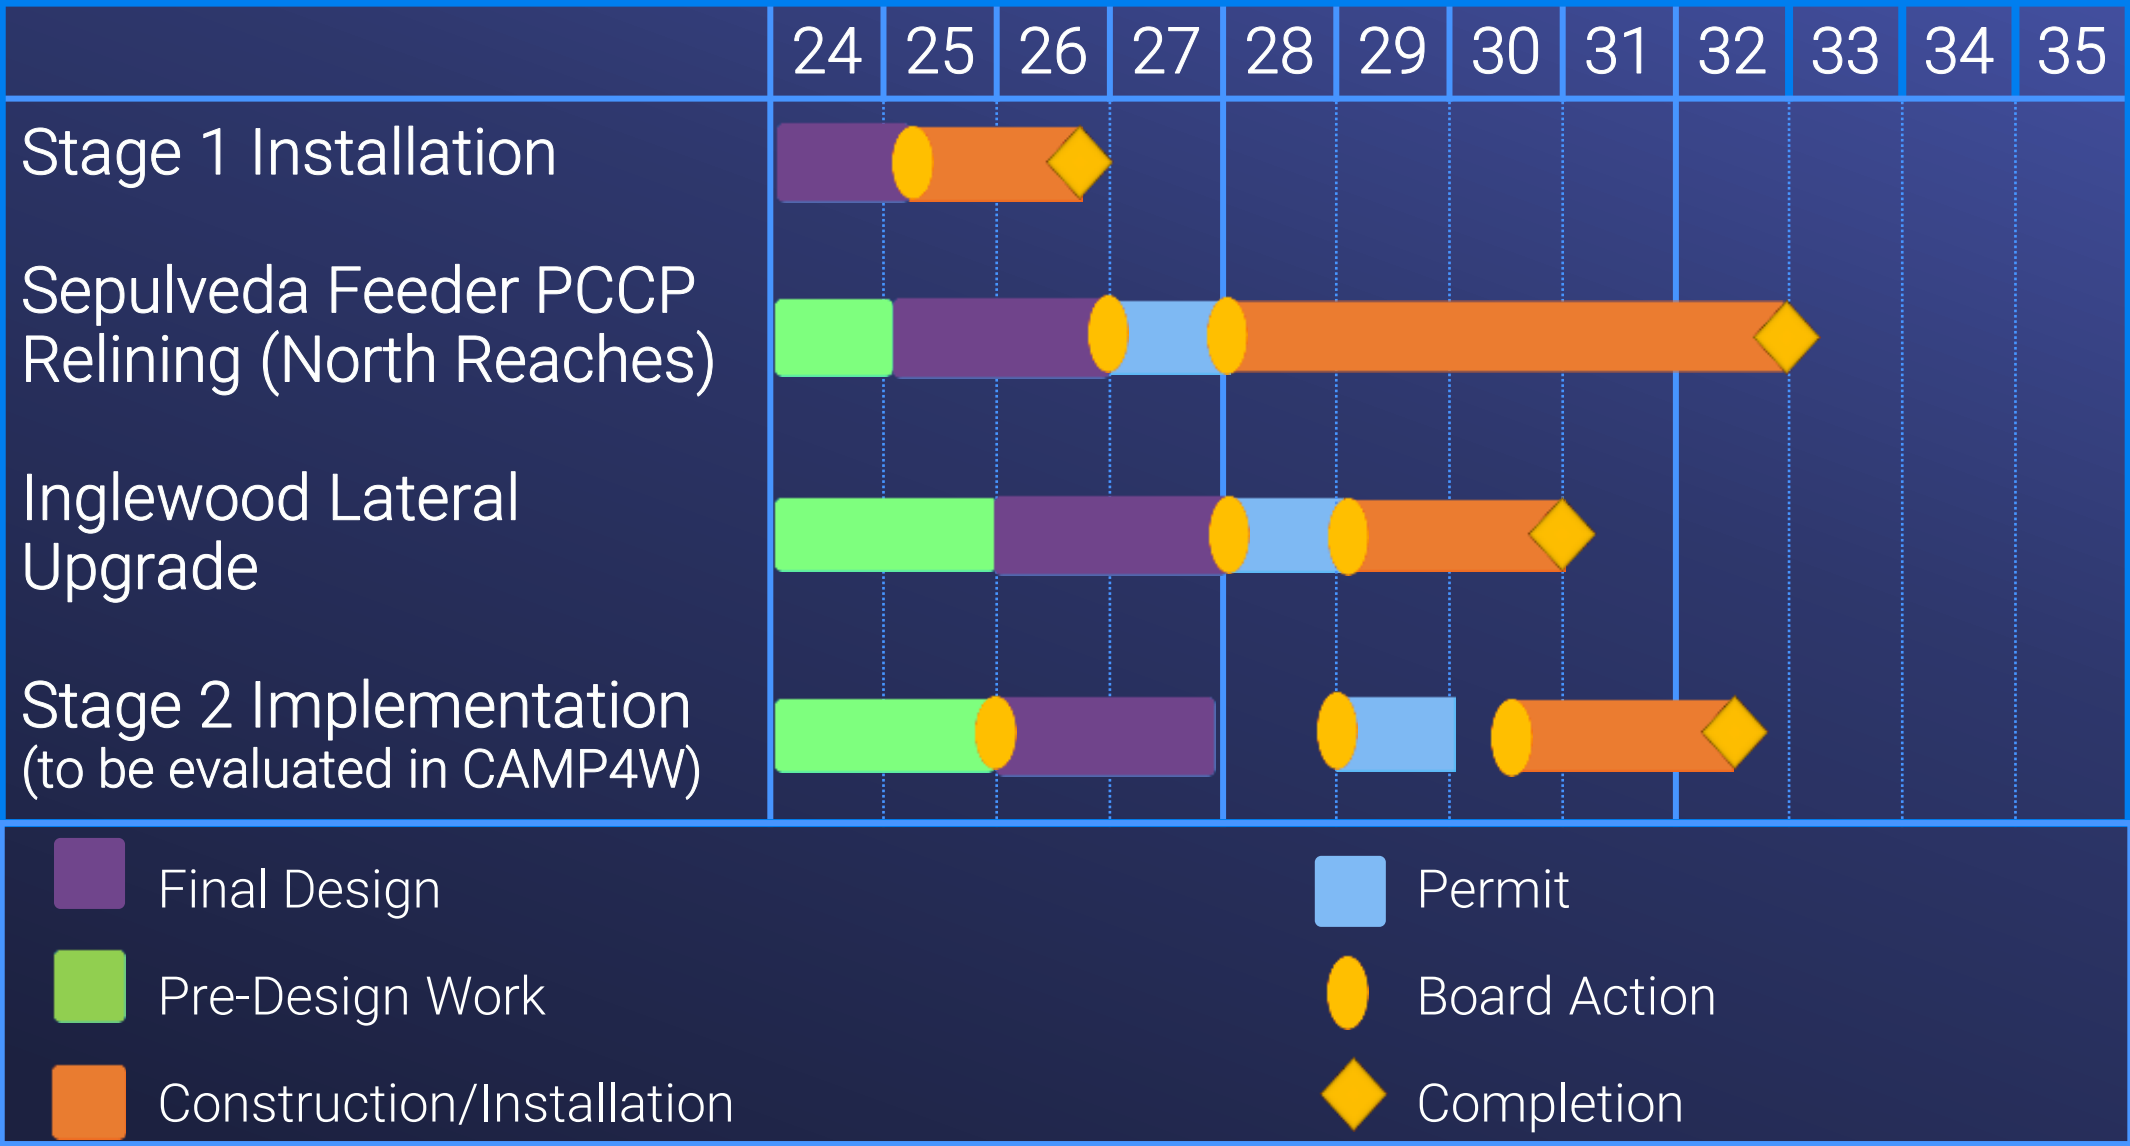 24 25 26 27 28 29 30 31 32 33 34 35
Stage 1 Installation
Sepulveda Feeder PCCP
Relining (North Reaches)
Inglewood Lateral
Upgrade
Stage 2 Implementation
(to be evaluated in CAMP4W)
Final Design
Pre-Design Work
Construction/Installation
Permit
Board Action
Completion